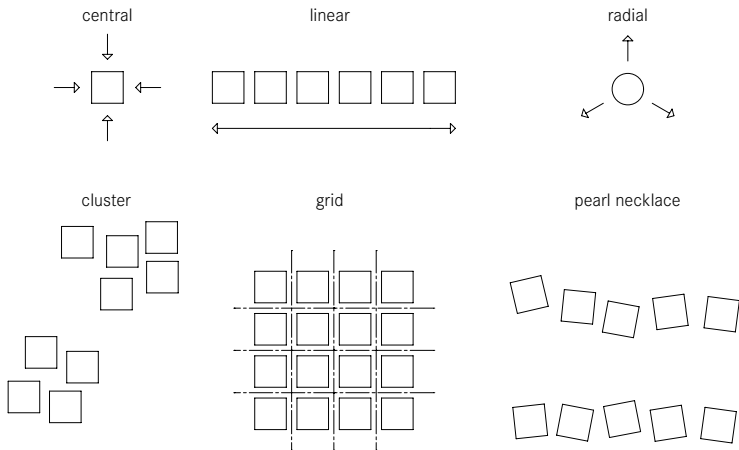 central
linear
radial
cluster
grid
pearl necklace